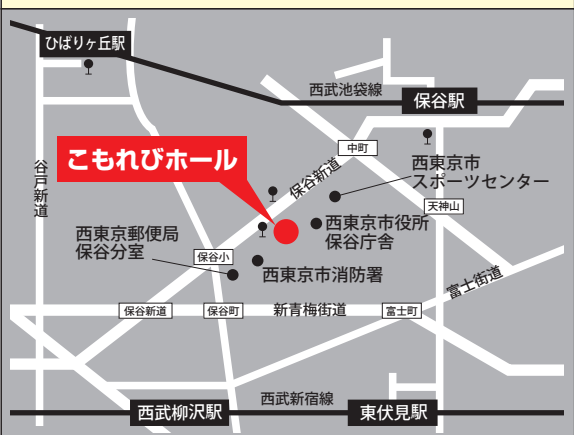 ひばりヶ丘駅
西武池袋線
保谷駅
中町
こもれびホール
保谷新道
西東京市
スポーツセンター
谷戸新道
天神山
西東京市役所
保谷庁舎
西東京郵便局
保谷分室
保谷小
西東京市消防署
富士街道
保谷新道
保谷町
新青梅街道
富士町
西武新宿線
西武柳沢駅
東伏見駅